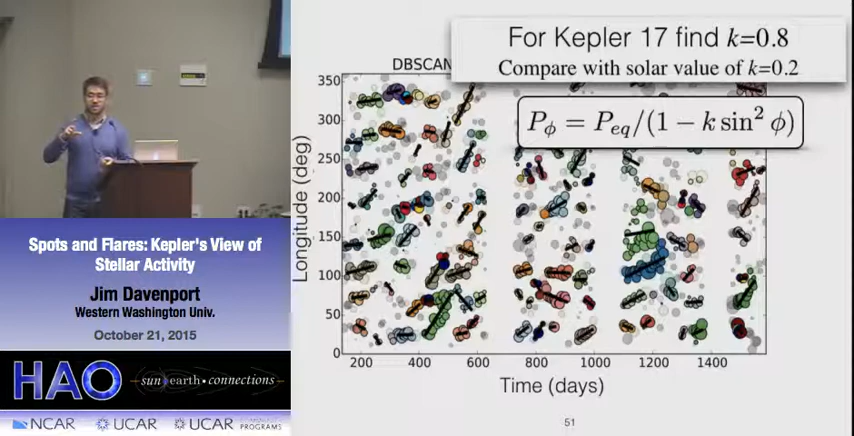 Spots and Flares: Kepler's View of
Stellar Activity
Jim Davenport
Western Washington Univ.
October 21, 2015
HAO
sun earth • connections
NCAR
UCAR
UCAR
PROGRAMS
For Kepler 17 find k=0.8
Compare with solar value of k=0.2
DBSCAN
P_ϕ = P_eq/(1 − k sin² ϕ)
Longitude (deg)
350
300
250
200
150
100
50
0
200 400 600 800 1000 1200 1400
Time (days)
51